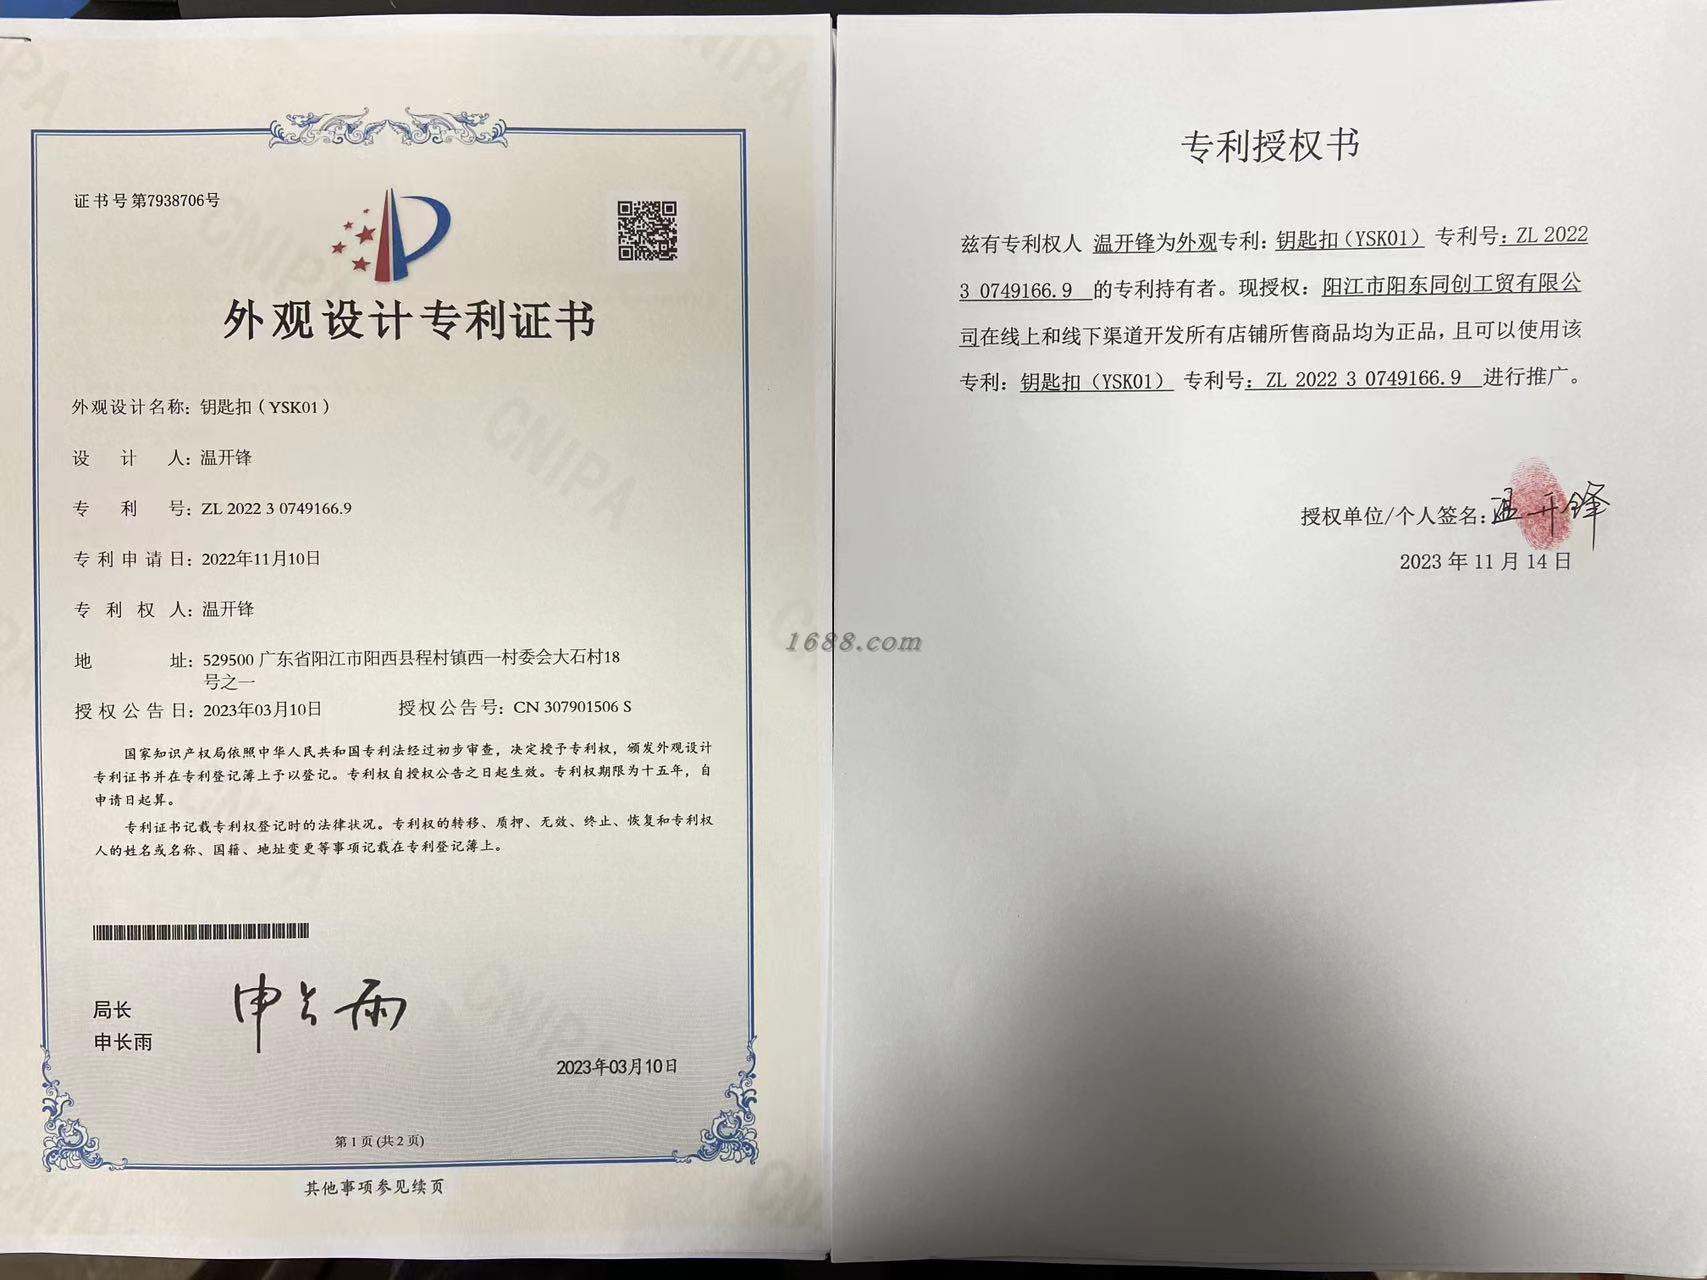 证书号第7938706号
外观设计专利证书
外观设计名称：钥匙扣（YSK01）
设计人：温开锋
专利号：ZL 2022 3 0749166.9
专利申请日：2022年11月10日
专利权人：温开锋
地址：529500 广东省阳江市阳西县程村镇西一村委会大石村18
号之一
授权公告日：2023年03月10日 授权公告号：CN 307901506 S
国家知识产权局依照中华人民共和国专利法经过初步审查，决定授予专利权，颁发外观设计
专利证书并在专利登记簿上予以登记。专利权自授权公告之日起生效。专利权期限为十五年，自
申请日起算。
专利证书记载专利权登记时的法律状况。专利权的转移、质押、无效、终止、恢复和专利权
人的姓名或名称、国籍、地址变更等事项记载在专利登记簿上。
局长
申长雨
申长雨
2023年03月10日
第1页(共2页)
其他事项参见续页
专利授权书
兹有专利权人 温开锋为外观专利：钥匙扣（YSK01） 专利号：ZL 2022
3 0749166.9 的专利持有者。现授权：阳江市阳东同创工贸有限公
司在线上和线下渠道开发所有店铺所售商品均为正品，且可以使用该
专利：钥匙扣（YSK01） 专利号：ZL 2022 3 0749166.9 进行推广。
授权单位/个人签名：温开锋
2023 年 11 月 14 日
1688.com
CNIPA
CNIPA
CNIPA
CNIPA